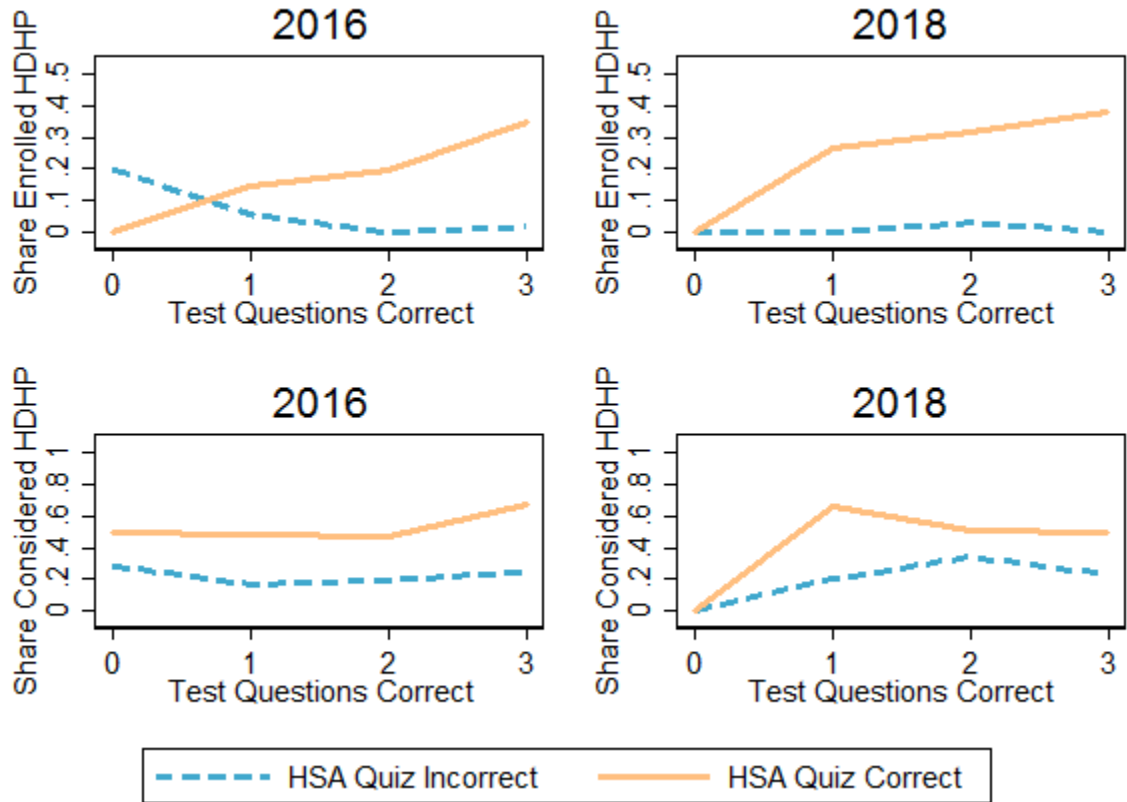 2016
Share Enrolled HDHP
0 .1 .2 .3 .4 .5
0 1 2 3
Test Questions Correct
2018
Share Enrolled HDHP
0 .1 .2 .3 .4 .5
0 1 2 3
Test Questions Correct
2016
Share Considered HDHP
0 .2 .4 .6 .8 1
0 1 2 3
Test Questions Correct
2018
Share Considered HDHP
0 .2 .4 .6 .8 1
0 1 2 3
Test Questions Correct
HSA Quiz Incorrect
HSA Quiz Correct